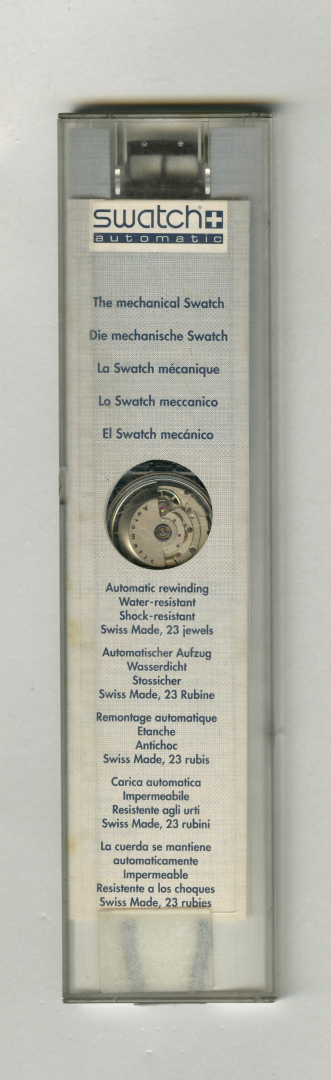 swatch
automatic
The mechanical Swatch
Die mechanische Swatch
La Swatch mécanique
Lo Swatch meccanico
El Swatch mecánico
Automatic
Automatic rewinding
Water-resistant
Shock-resistant
Swiss Made, 23 jewels
Automatischer Aufzug
Wasserdicht
Stossicher
Swiss Made, 23 Rubine
Remontage automatique
Etanche
Antichoc
Swiss Made, 23 rubis
Carica automatica
Impermeabile
Resistente agli urti
Swiss Made, 23 rubini
La cuerda se mantiene
automaticamente
Impermeable
Resistente a los choques
Swiss Made, 23 rubies